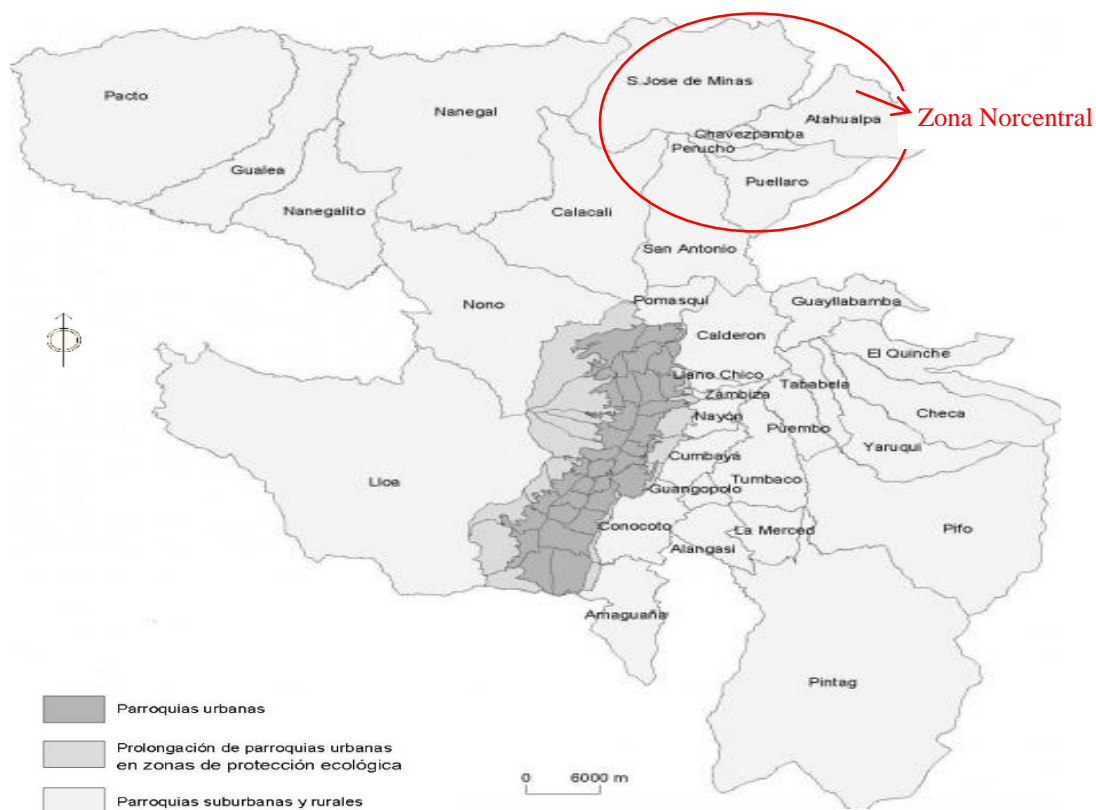 S.Jose de Minas
Pacto
Nanegal
Atahualpa
Zona Norcentral
Chavezpamba
Perucho
Gualea
Puellaro
Nanegalito
Calacali
San Antonio
Nono
Pomasqui
Guayllabamba
Calderon
El Quinche
Llano Chico
Tababela
Zambiza
Checa
Nayón
Puembo
Yaruqui
Cumbayá
Lloa
Tumbaco
Guangopolo
Conocoto
La Merced
Pifo
Alangasi
Amaguaña
Pintag
Parroquias urbanas
Prolongación de parroquias urbanas
en zonas de protección ecológica
0 6000 m
Parroquias suburbanas y rurales